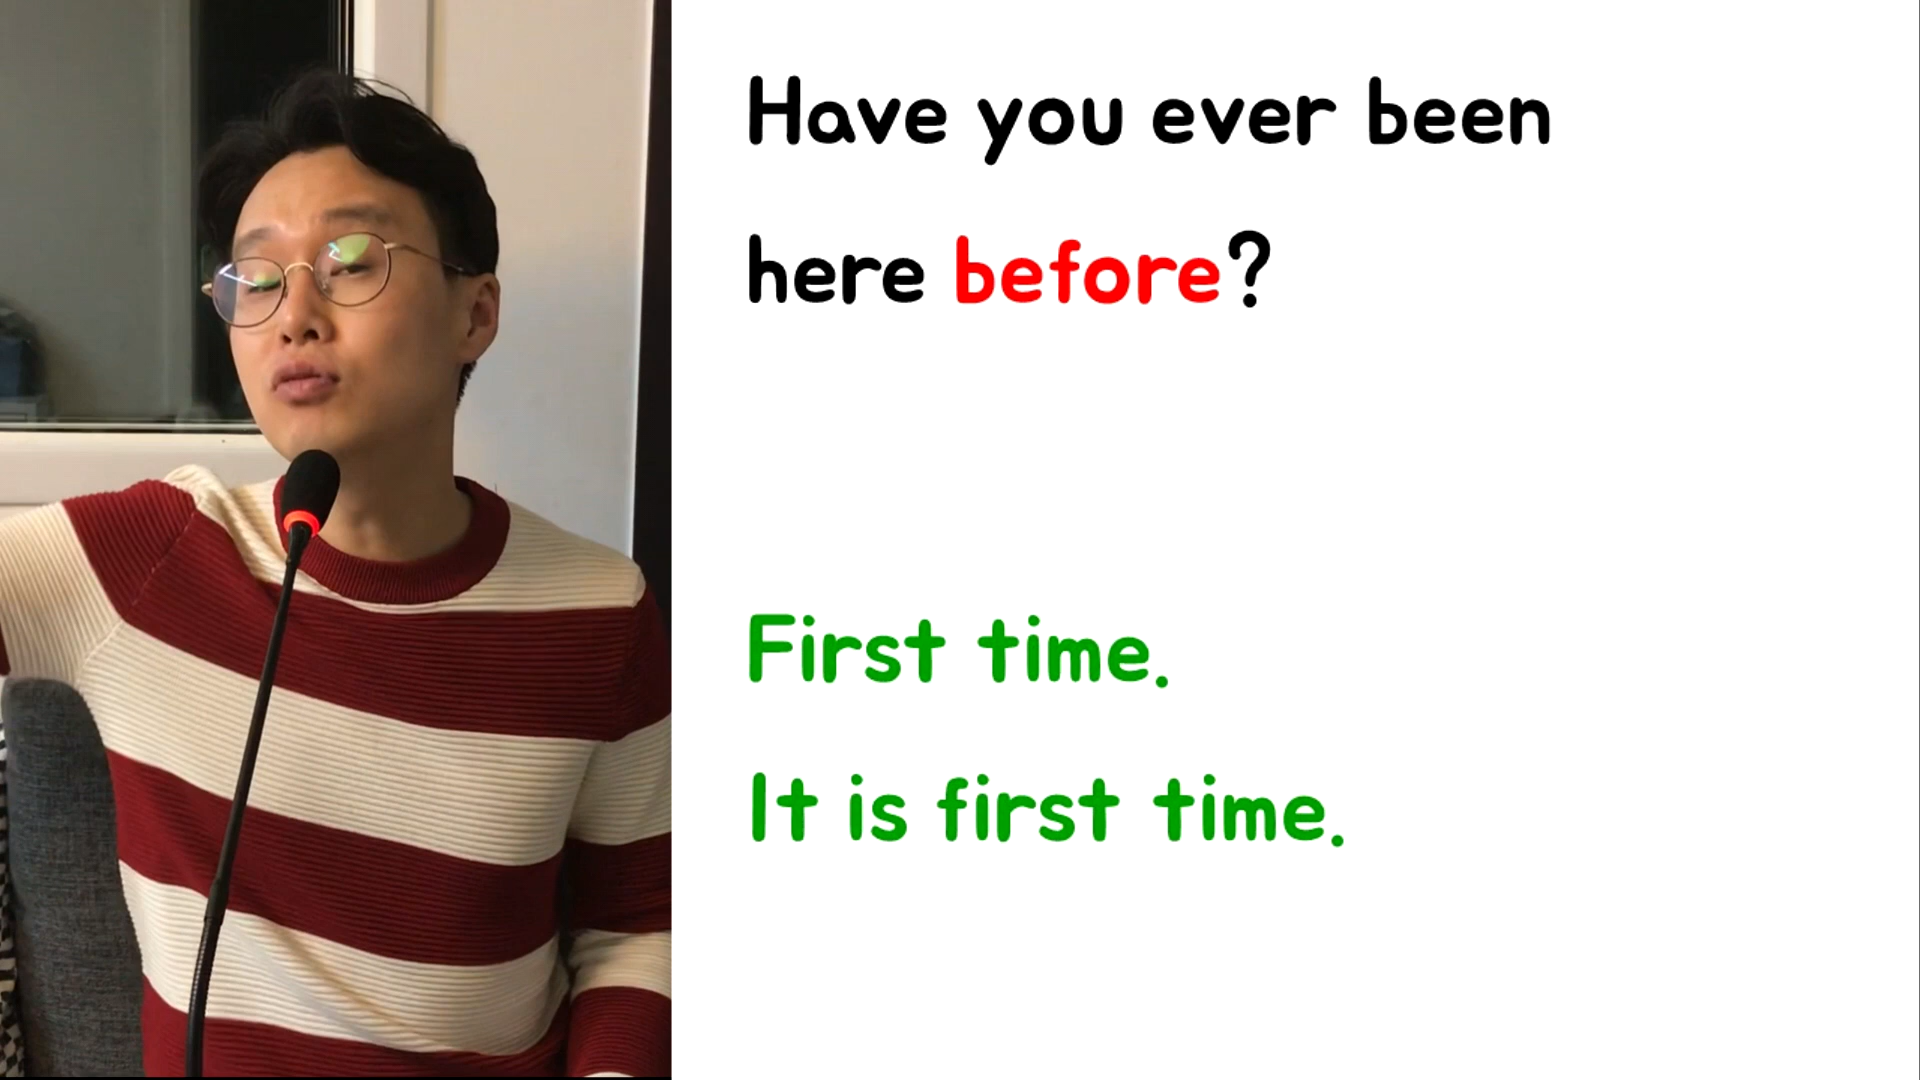 Have you ever been
here before?
First time.
It is first time.